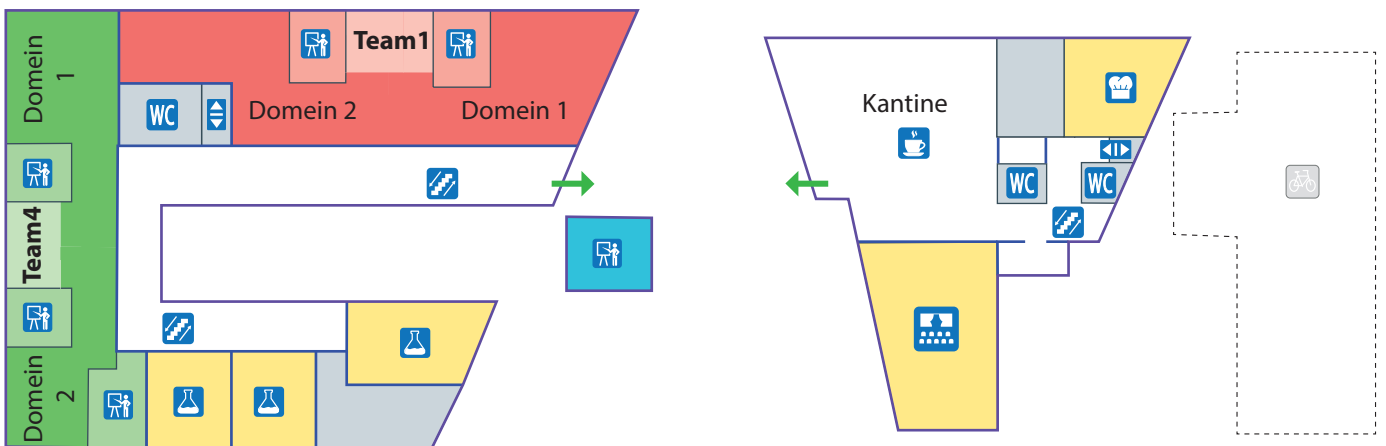 Domein
1
Team4
Domein
2
Team1
Domein 2
Domein 1
WC
Kantine
WC
WC